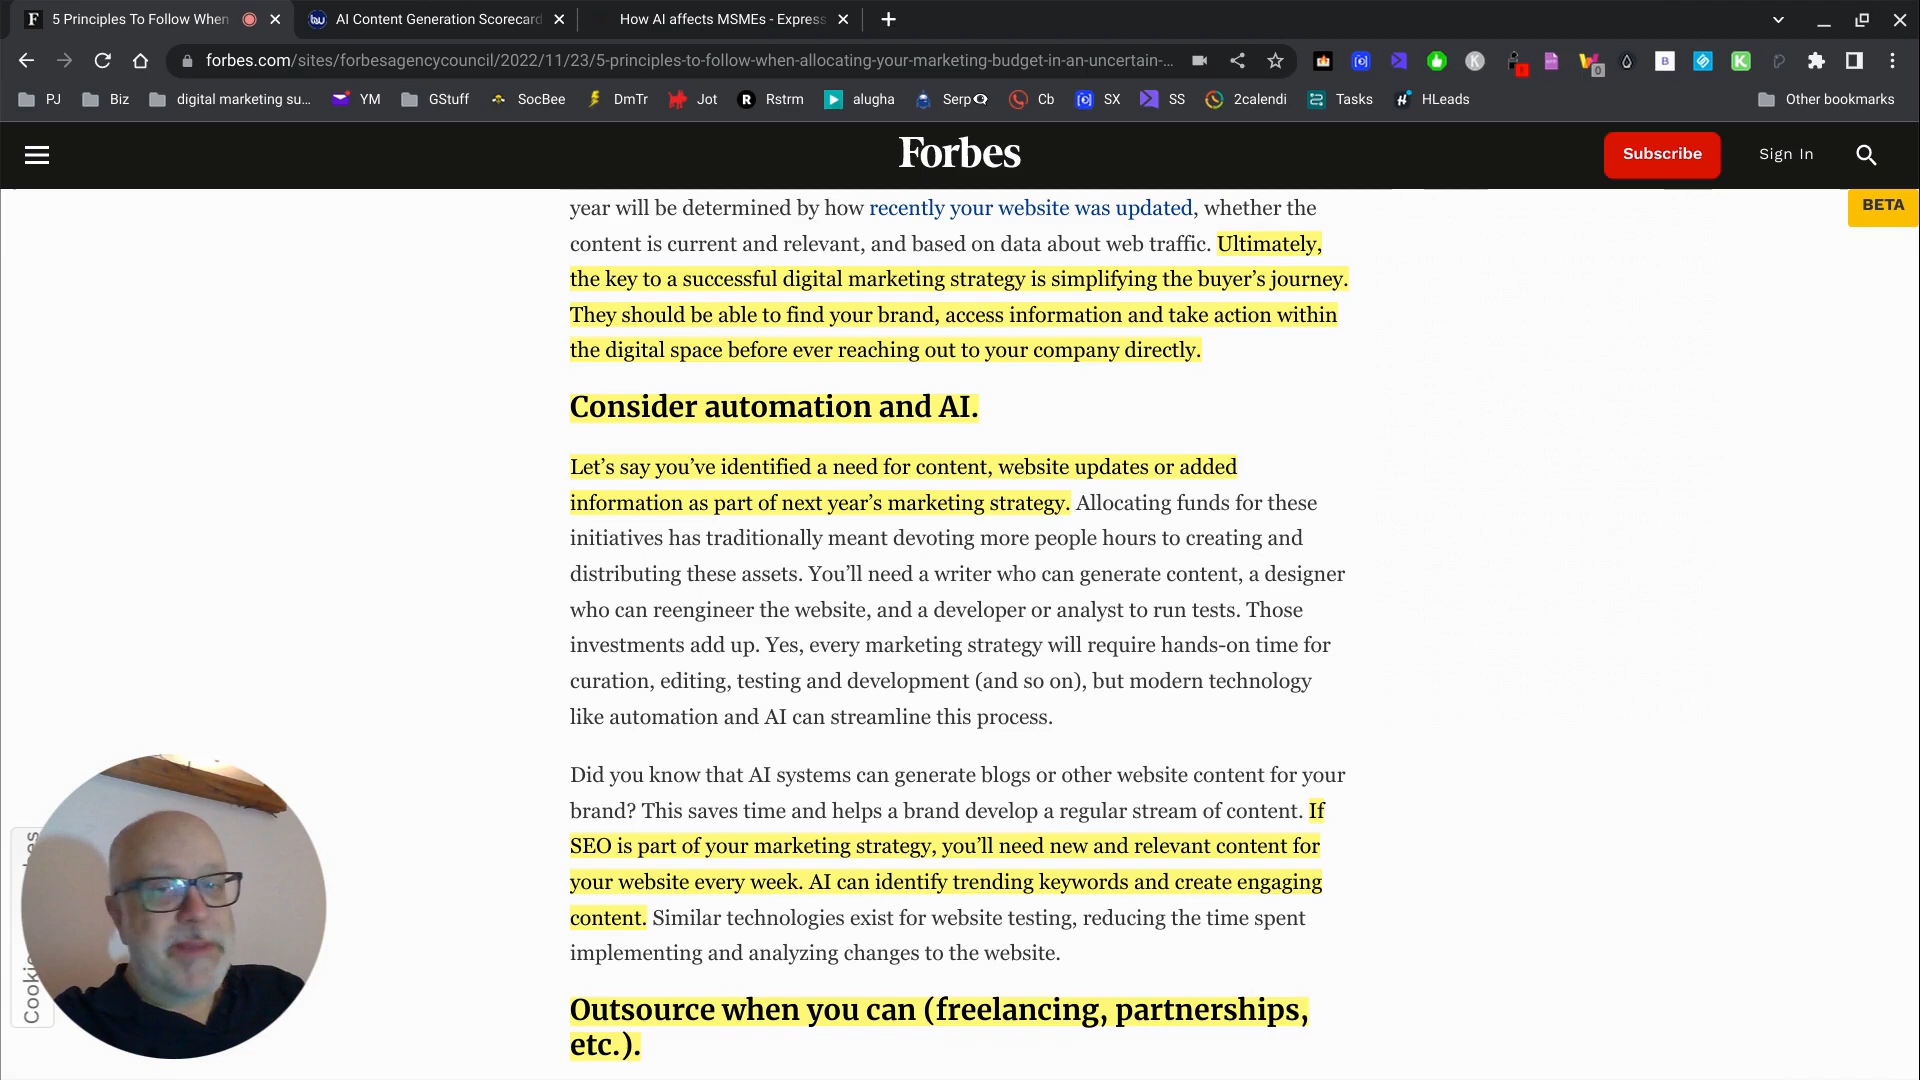 5 Principles To Follow When
AI Content Generation Scorecard
How AI affects MSMEs - Express
forbes.com/sites/forbesagencycouncil/2022/11/23/5-principles-to-follow-when-allocating-your-marketing-budget-in-an-uncertain-...
PJ
Biz
digital marketing su...
YM
GStuff
SocBee
DmTr
Jot
Rstrm
alugha
Serp
Cb
SX
SS
2calendi
Tasks
HLeads
Other bookmarks
Forbes
Subscribe
Sign In
BETA
year will be determined by how recently your website was updated, whether the
content is current and relevant, and based on data about web traffic. Ultimately,
the key to a successful digital marketing strategy is simplifying the buyer’s journey.
They should be able to find your brand, access information and take action within
the digital space before ever reaching out to your company directly.
Consider automation and AI.
Let’s say you’ve identified a need for content, website updates or added
information as part of next year’s marketing strategy. Allocating funds for these
initiatives has traditionally meant devoting more people hours to creating and
distributing these assets. You’ll need a writer who can generate content, a designer
who can reengineer the website, and a developer or analyst to run tests. Those
investments add up. Yes, every marketing strategy will require hands-on time for
curation, editing, testing and development (and so on), but modern technology
like automation and AI can streamline this process.
Did you know that AI systems can generate blogs or other website content for your
brand? This saves time and helps a brand develop a regular stream of content. If
SEO is part of your marketing strategy, you’ll need new and relevant content for
your website every week. AI can identify trending keywords and create engaging
content. Similar technologies exist for website testing, reducing the time spent
implementing and analyzing changes to the website.
Outsource when you can (freelancing, partnerships,
etc.).